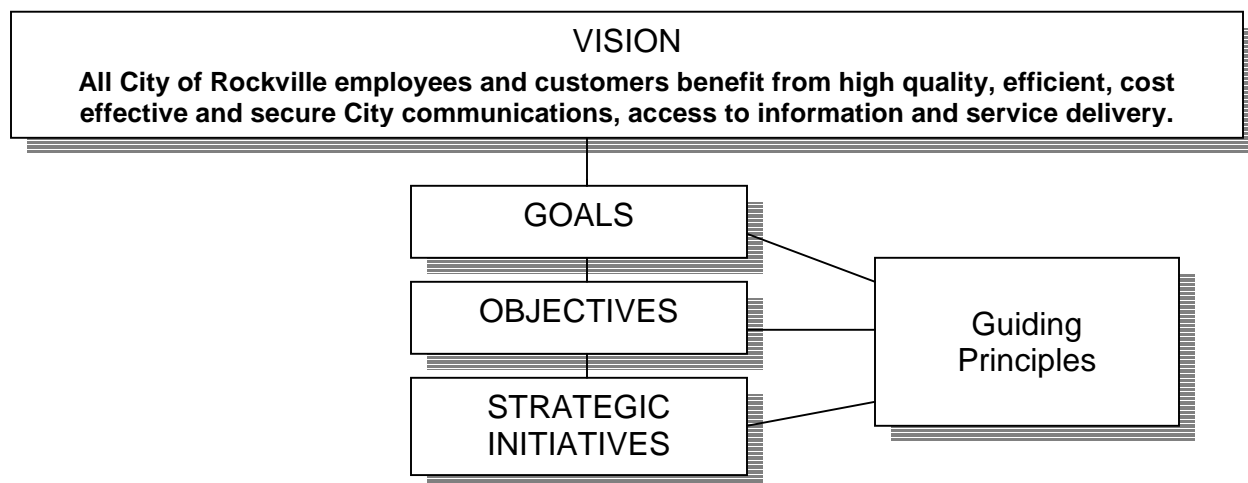 VISION
All City of Rockville employees and customers benefit from high quality, efficient, cost
effective and secure City communications, access to information and service delivery.
GOALS
OBJECTIVES
STRATEGIC
INITIATIVES
Guiding
Principles